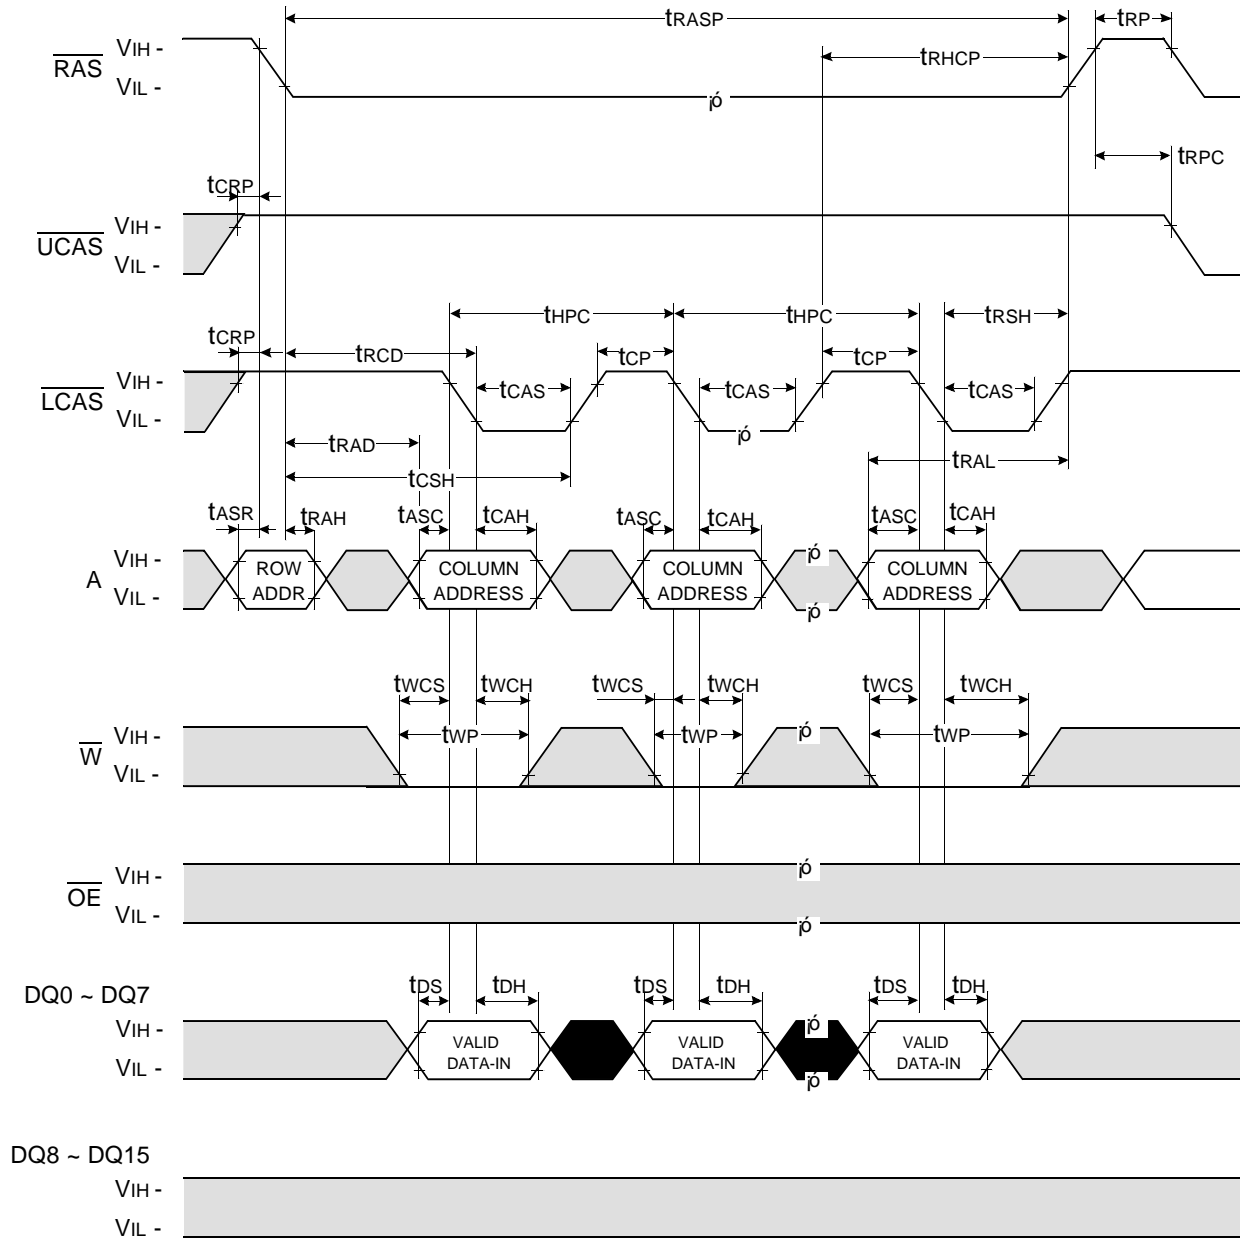 tRASP
tRP
RAS
VIH -
VIL -
tRHCP
¡ó
tRPC
tCRP
UCAS
VIH -
VIL -
tHPC
tHPC
tRSH
tCRP
tRCD
tCP
tCP
LCAS
VIH -
VIL -
tCAS
tCAS
tCAS
¡ó
tRAD
tCSH
tRAL
tASR
tRAH
tASC
tCAH
tASC
tCAH
tASC
tCAH
A
VIH -
VIL -
ROW
ADDR
COLUMN
ADDRESS
COLUMN
ADDRESS
¡ó
¡ó
COLUMN
ADDRESS
tWCS
tWCH
tWCS
tWCH
tWCS
tWCH
W
VIH -
VIL -
tWP
tWP
¡ó
tWP
OE
VIH -
VIL -
¡ó
¡ó
tDS
tDH
tDS
tDH
tDS
tDH
DQ0 ~ DQ7
VIH -
VIL -
VALID
DATA-IN
VALID
DATA-IN
¡ó
¡ó
VALID
DATA-IN
DQ8 ~ DQ15
VIH -
VIL -